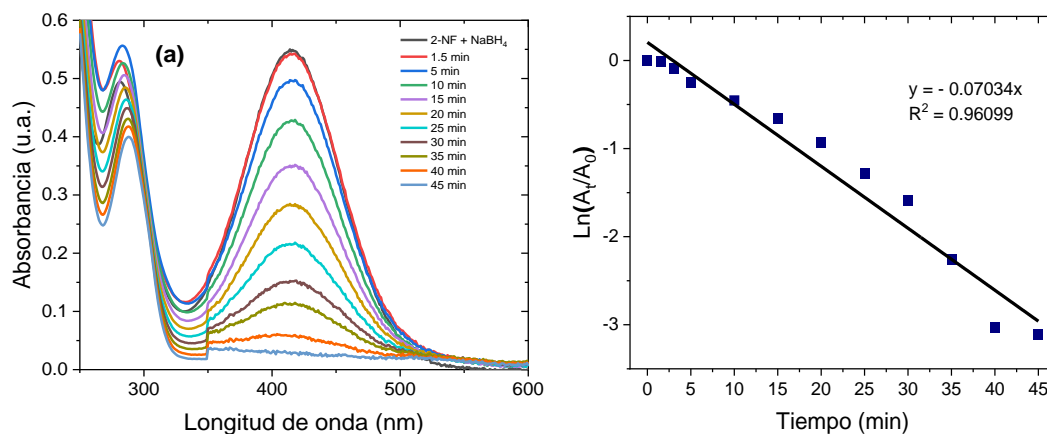 (a)
2-NF + NaBH₄
1.5 min
5 min
10 min
15 min
20 min
25 min
30 min
35 min
40 min
45 min
Absorbancia (u.a.)
0.6
0.5
0.4
0.3
0.2
0.1
0.0
300 400 500 600
Longitud de onda (nm)
y = - 0.07034x
R² = 0.96099
Ln(Aₜ/A₀)
0
-1
-2
-3
0 5 10 15 20 25 30 35 40 45
Tiempo (min)